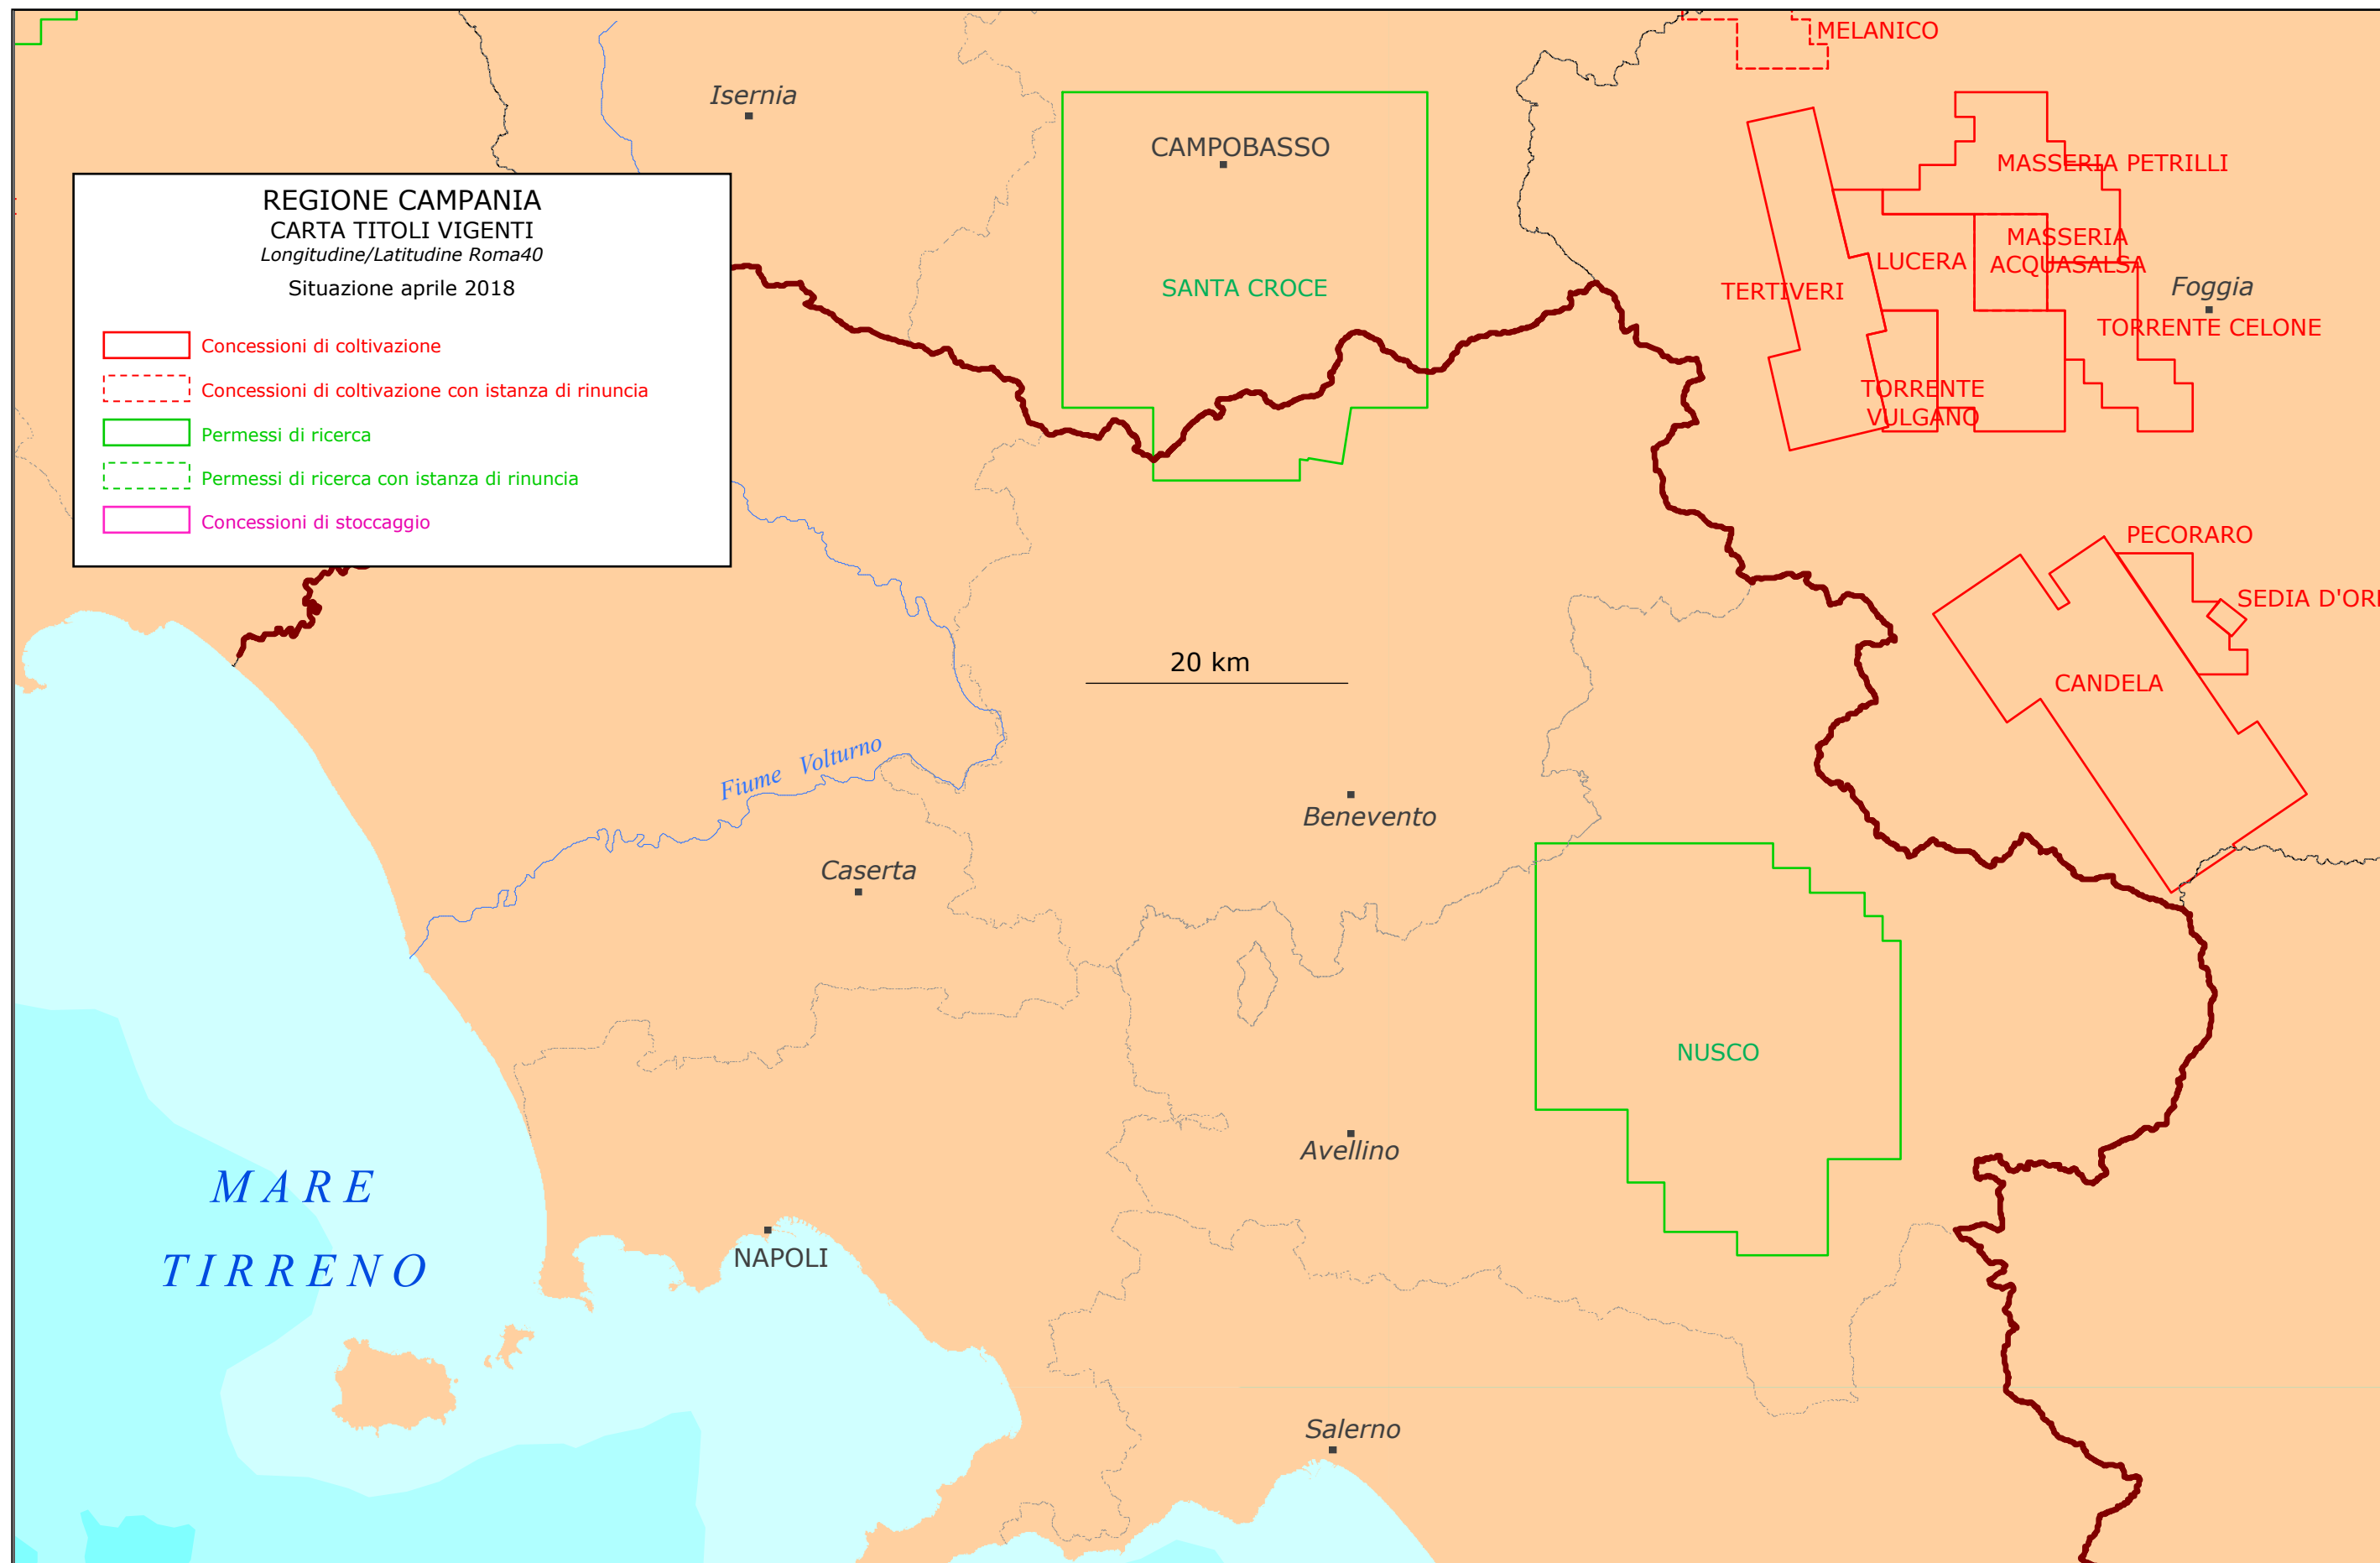 MELANICO
Isernia
CAMPOBASSO
MASSERIA PETRILLI
REGIONE CAMPANIA
CARTA TITOLI VIGENTI
Longitudine/Latitudine Roma40
Situazione aprile 2018
Concessioni di coltivazione
Concessioni di coltivazione con istanza di rinuncia
Permessi di ricerca
Permessi di ricerca con istanza di rinuncia
Concessioni di stoccaggio
SANTA CROCE
TERTIVERI
LUCERA
MASSERIA
ACQUASALSA
Foggia
TORRENTE CELONE
TORRENTE
VULGANO
PECORARO
SEDIA D'OR
CANDELA
20 km
Fiume Volturno
Benevento
Caserta
NUSCO
Avellino
MARE
TIRRENO
NAPOLI
Salerno